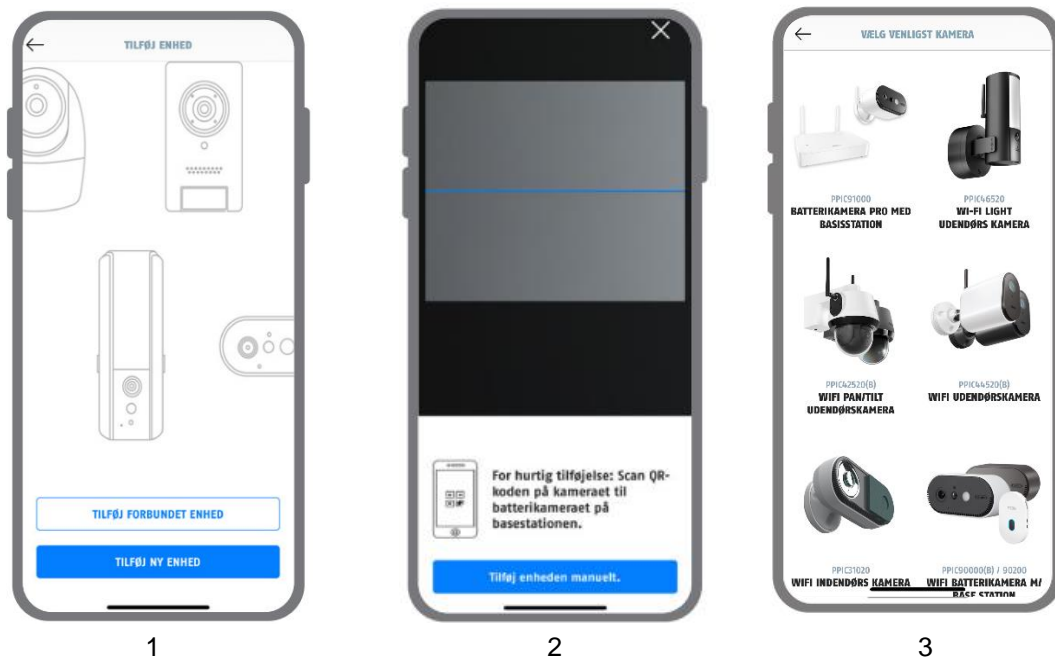 TILFØJ ENHED
TILFØJ FORBUNDET ENHED
TILFØJ NY ENHED
1
For hurtig tilføjelse: Scan QR-
koden på kameraet til
batterikameraet på
basestationen.
Tilføj enheden manuelt.
2
VÆLG VENLIGST KAMERA
PPIC91000
BATTERIKAMERA PRO MED
BASISSTATION
PPIC46520
WI-FI LIGHT
UDENDØRS KAMERA
PPIC42520(B)
WIFI PAN/TILT
UDENDØRSKAMERA
PPIC44520(B)
WIFI UDENDØRSKAMERA
PPIC31020
WIFI INDENDØRS KAMERA
PPIC90000(B) / 90200
WIFI BATTERIKAMERA M/
BASE STATION
3